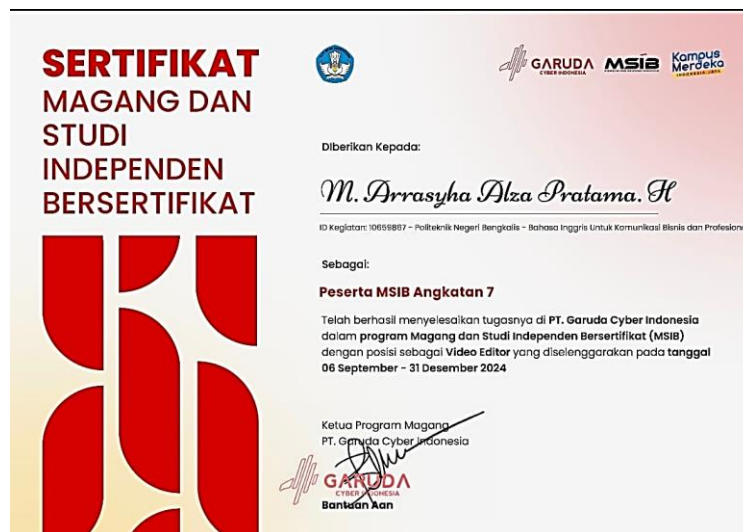 SERTIFIKAT
MAGANG DAN
STUDI
INDEPENDEN
BERSERTIFIKAT
GARUDA
CYBER INDONESIA
MSIB
Kampus
Merdeka
INDONESIA JAYA
Diberikan Kepada:
M. Arrasyha Alza Pratama. H
ID Kegiatan: 10659867 - Politeknik Negeri Bengkalis - Bahasa Inggris Untuk Komunikasi Bisnis dan Profesion
Sebagai:
Peserta MSIB Angkatan 7
Telah berhasil menyelesaikan tugasnya di PT. Garuda Cyber Indonesia
dalam program Magang dan Studi Independen Bersertifikat (MSIB)
dengan posisi sebagai Video Editor yang diselenggarakan pada tanggal
06 September - 31 Desember 2024
Ketua Program Magang
PT. Garuda Cyber Indonesia
GARUDA
CYBER INDONESIA
Bantuan Aan